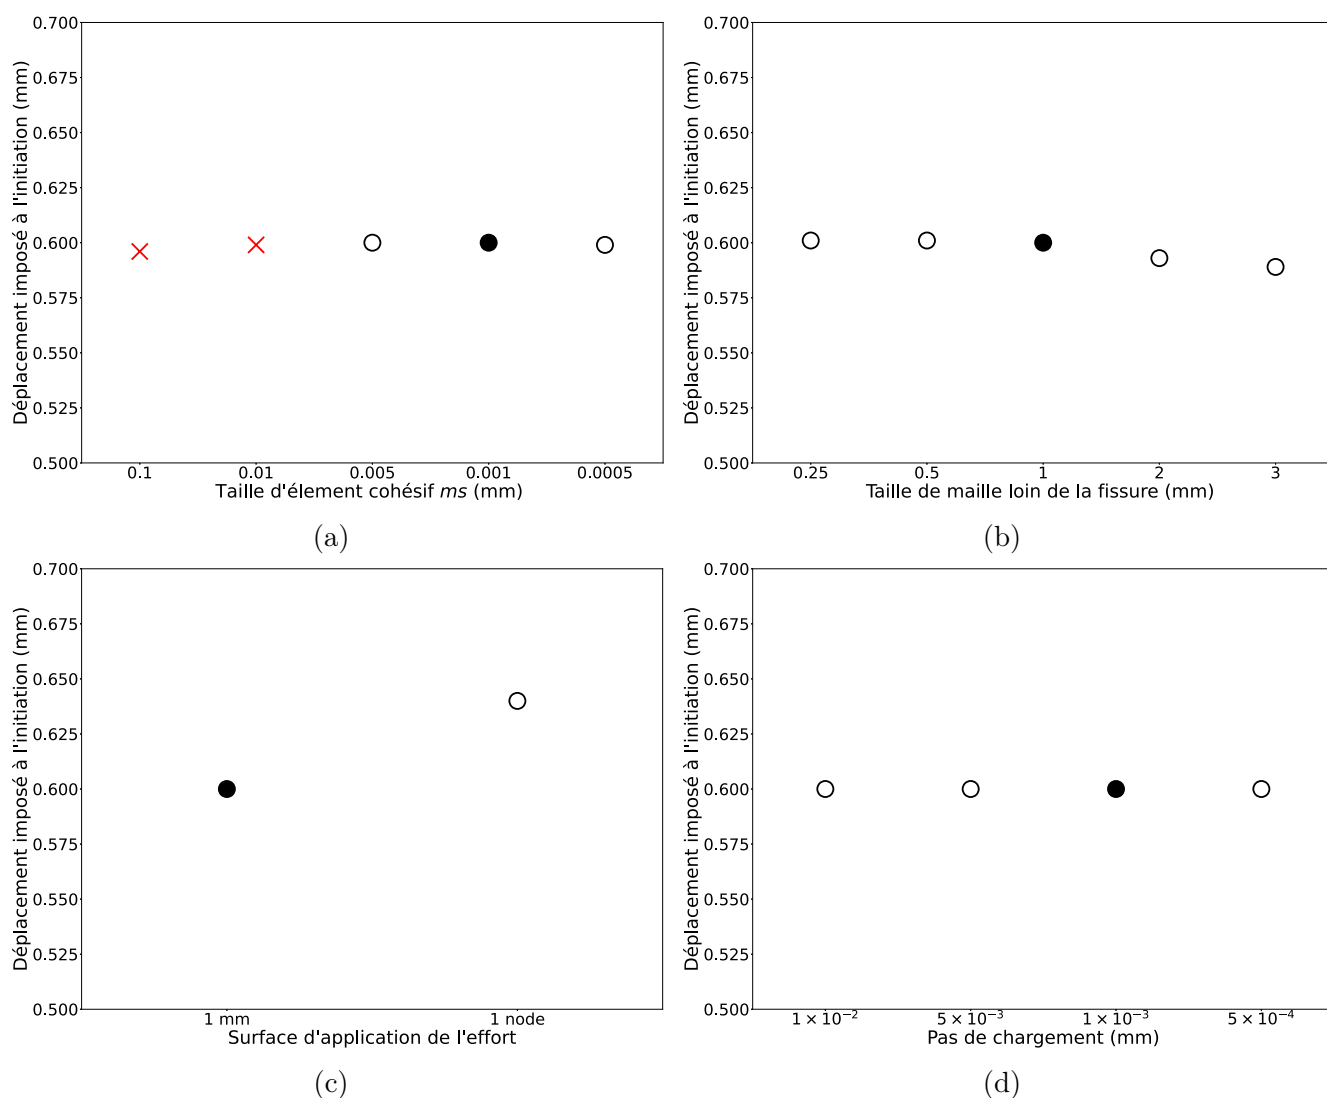 0.700
0.675
0.650
0.625
0.600
0.575
0.550
0.525
0.500
Déplacement imposé à l'initiation (mm)
0.1 0.01 0.005 0.001 0.0005
Taille d'élement cohésif ms (mm)
(a)
0.700
0.675
0.650
0.625
0.600
0.575
0.550
0.525
0.500
Déplacement imposé à l'initiation (mm)
0.25 0.5 1 2 3
Taille de maille loin de la fissure (mm)
(b)
0.700
0.675
0.650
0.625
0.600
0.575
0.550
0.525
0.500
Déplacement imposé à l'initiation (mm)
1 mm 1 node
Surface d'application de l'effort
(c)
0.700
0.675
0.650
0.625
0.600
0.575
0.550
0.525
0.500
Déplacement imposé à l'initiation (mm)
1 × 10⁻² 5 × 10⁻³ 1 × 10⁻³ 5 × 10⁻⁴
Pas de chargement (mm)
(d)